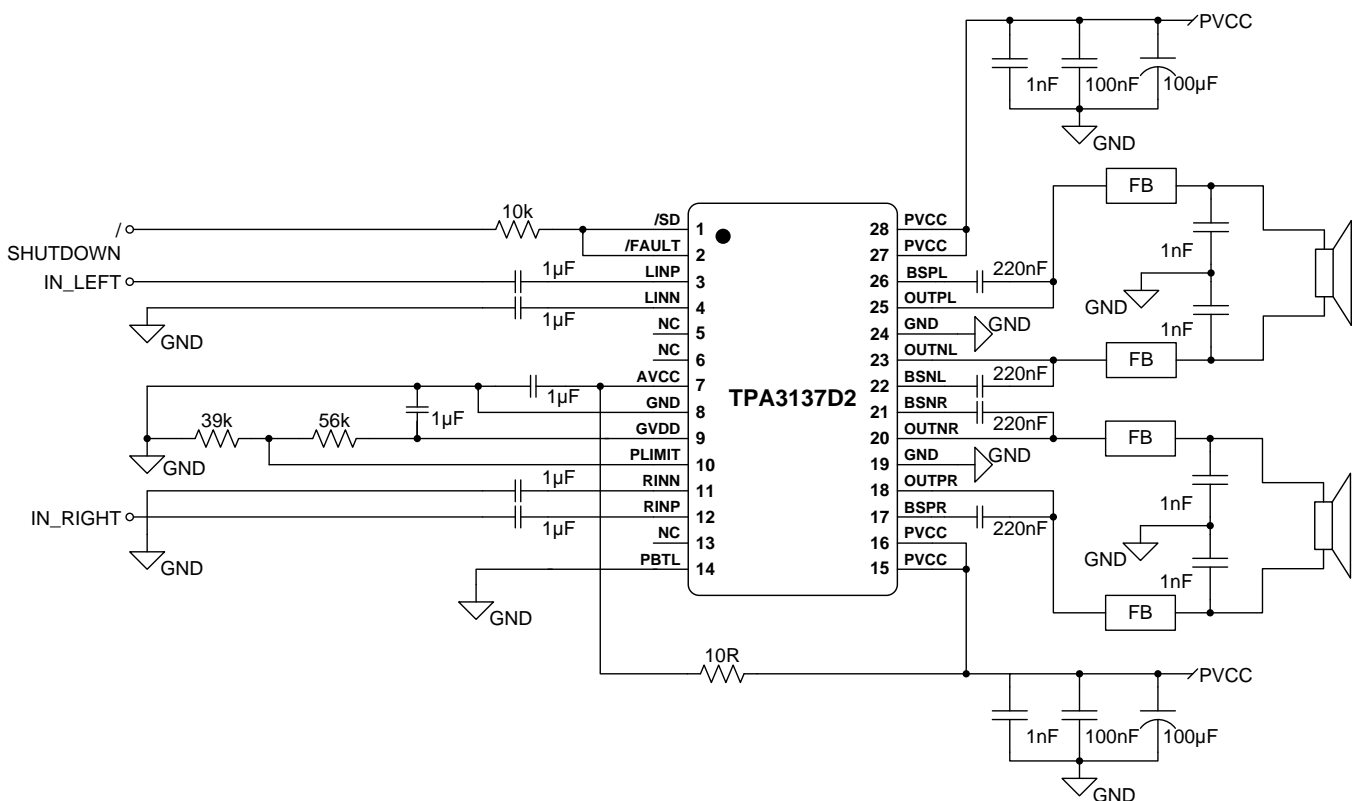 PVCC
1nF
100nF
100µF
GND
FB
1nF
GND
1nF
FB
10k
/
SHUTDOWN
IN_LEFT
1µF
1µF
GND
39k
56k
1µF
1µF
GND
IN_RIGHT
1µF
1µF
GND
GND
/SD
1
/FAULT
2
LINP
3
LINN
4
NC
5
NC
6
AVCC
7
GND
8
GVDD
9
PLIMIT
10
RINN
11
RINP
12
NC
13
PBTL
14
TPA3137D2
28
PVCC
27
PVCC
26
BSPL
220nF
25
OUTPL
24
GND
GND
23
OUTNL
22
BSNL
220nF
21
BSNR
220nF
20
OUTNR
19
GND
GND
18
OUTPR
17
BSPR
220nF
16
PVCC
15
PVCC
FB
1nF
GND
1nF
FB
10R
PVCC
1nF
100nF
100µF
GND